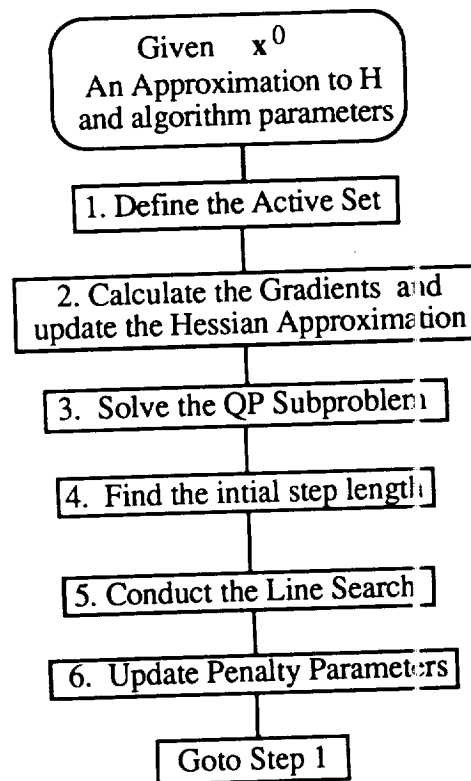 Given x^0
An Approximation to H
and algorithm parameters
1. Define the Active Set
2. Calculate the Gradients and
update the Hessian Approximation
3. Solve the QP Subproblem
4. Find the intial step length
5. Conduct the Line Search
6. Update Penalty Parameters
Goto Step 1